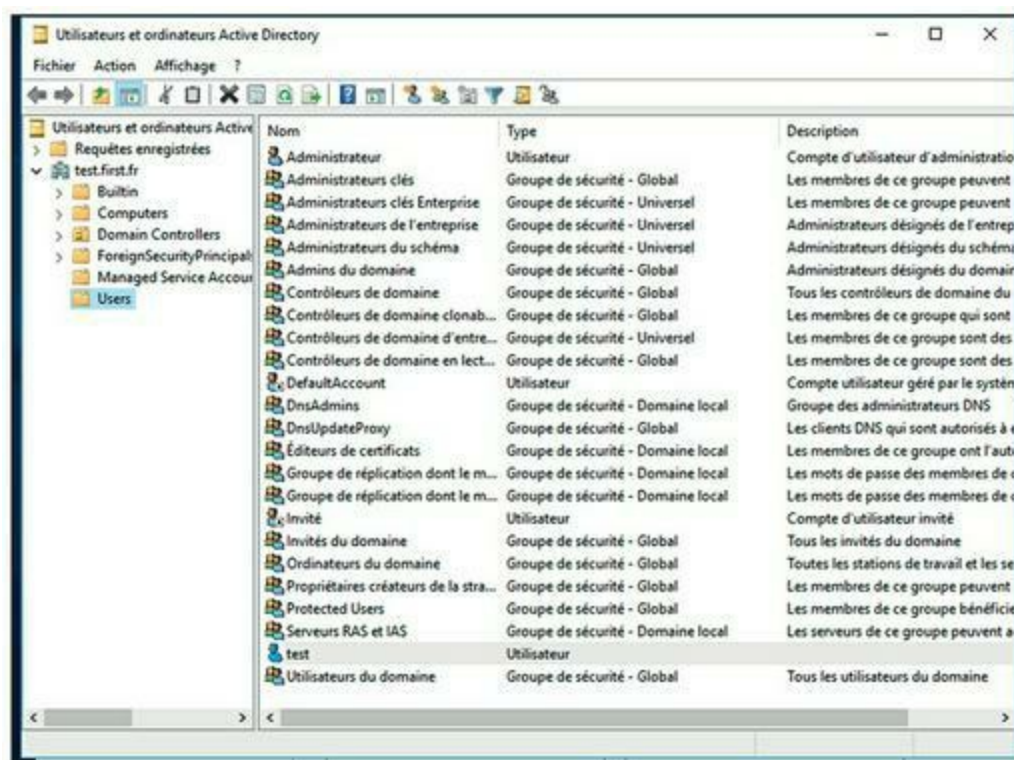 Utilisateurs et ordinateurs Active Directory
Fichier Action Affichage ?
Utilisateurs et ordinateurs Active
Requêtes enregistrées
test.first.fr
Builtin
Computers
Domain Controllers
ForeignSecurityPrincipals
Managed Service Accour
Users
Nom Type Description
Administrateur Utilisateur Compte d'utilisateur d'administratio
Administrateurs clés Groupe de sécurité - Global Les membres de ce groupe peuvent
Administrateurs clés Enterprise Groupe de sécurité - Universel Les membres de ce groupe peuvent
Administrateurs de l'entreprise Groupe de sécurité - Universel Administrateurs désignés de l'entrep
Administrateurs du schéma Groupe de sécurité - Universel Administrateurs désignés du schéma
Admins du domaine Groupe de sécurité - Global Administrateurs désignés du domain
Contrôleurs de domaine Groupe de sécurité - Global Tous les contrôleurs de domaine du
Contrôleurs de domaine clonab... Groupe de sécurité - Global Les membres de ce groupe qui sont
Contrôleurs de domaine d'entre... Groupe de sécurité - Universel Les membres de ce groupe sont des
Contrôleurs de domaine en lect... Groupe de sécurité - Global Les membres de ce groupe sont des
DefaultAccount Utilisateur Compte utilisateur géré par le systèm
DnsAdmins Groupe de sécurité - Domaine local Groupe des administrateurs DNS
DnsUpdateProxy Groupe de sécurité - Global Les clients DNS qui sont autorisés à e
Éditeurs de certificats Groupe de sécurité - Domaine local Les membres de ce groupe ont l'auto
Groupe de réplication dont le m... Groupe de sécurité - Domaine local Les mots de passe des membres de c
Groupe de réplication dont le m... Groupe de sécurité - Domaine local Les mots de passe des membres de c
Invité Utilisateur Compte d'utilisateur invité
Invités du domaine Groupe de sécurité - Global Tous les invités du domaine
Ordinateurs du domaine Groupe de sécurité - Global Toutes les stations de travail et les se
Propriétaires créateurs de la stra... Groupe de sécurité - Global Les membres de ce groupe peuvent
Protected Users Groupe de sécurité - Global Les membres de ce groupe bénéficie
Serveurs RAS et IAS Groupe de sécurité - Domaine local Les serveurs de ce groupe peuvent a
test Utilisateur
Utilisateurs du domaine Groupe de sécurité - Global Tous les utilisateurs du domaine